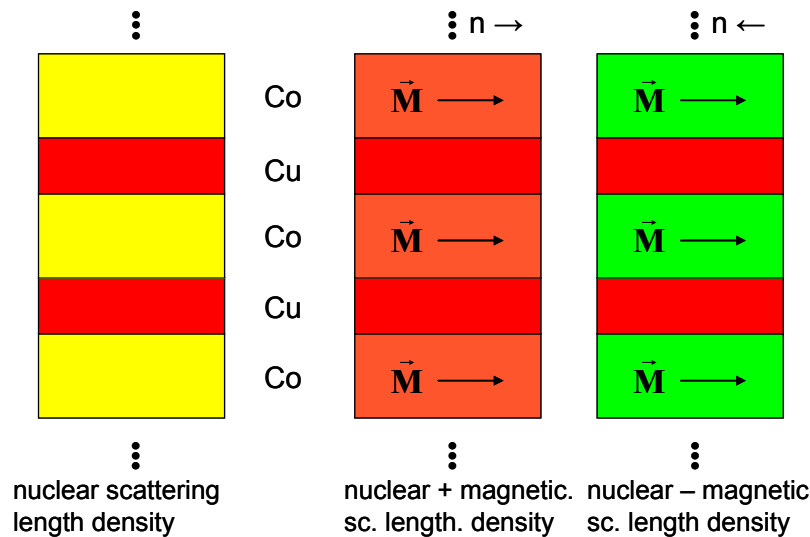 n →
n ←
Co
M
M
Cu
Co
M
M
Cu
Co
M
M
nuclear scattering
length density
nuclear + magnetic.
sc. length. density
nuclear – magnetic
sc. length density